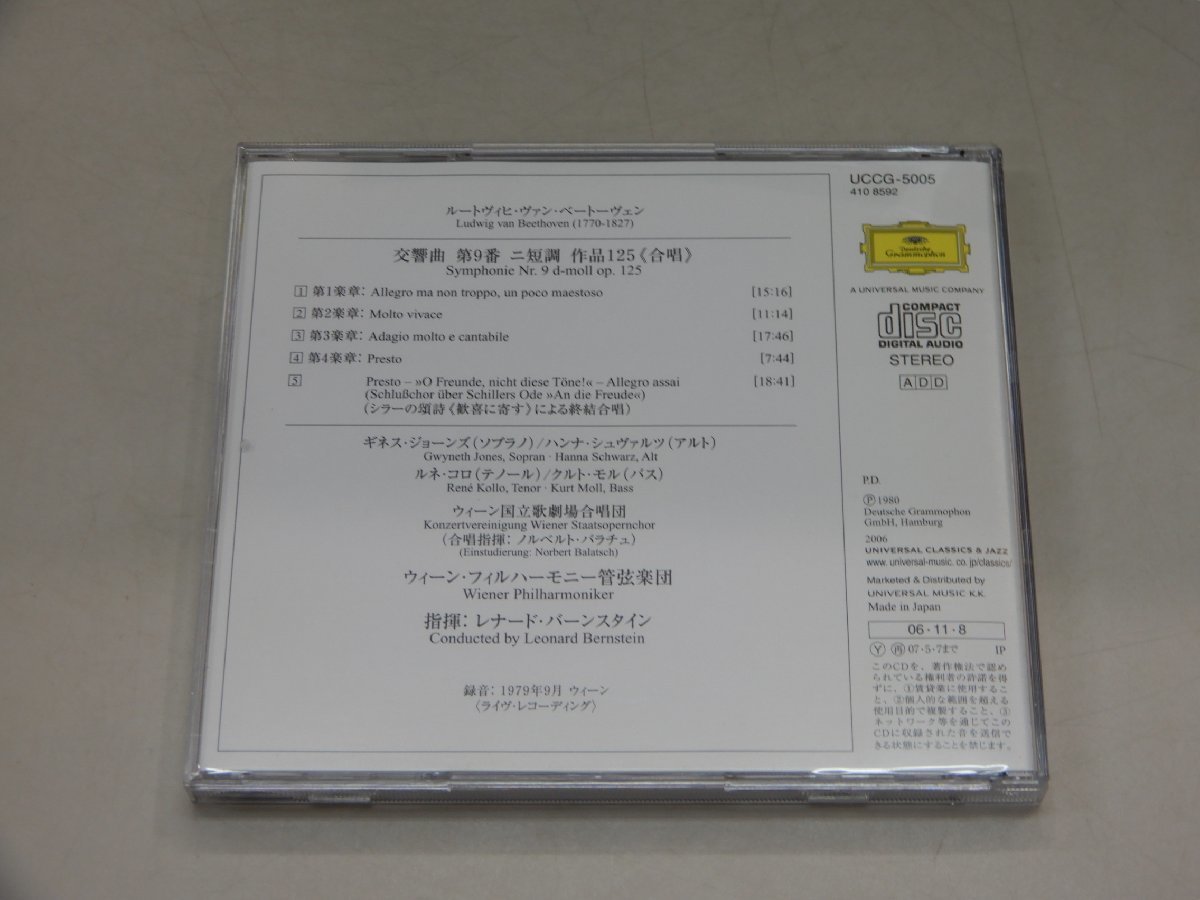 ルートヴィヒ・ヴァン・ベートーヴェン
Ludwig van Beethoven (1770-1827)
交響曲 第9番 ニ短調 作品125《合唱》
Symphonie Nr. 9 d-moll op. 125
1 第1楽章: Allegro ma non troppo, un poco maestoso [15:16]
2 第2楽章: Molto vivace [11:14]
3 第3楽章: Adagio molto e cantabile [17:46]
4 第4楽章: Presto [7:44]
5 Presto – »O Freunde, nicht diese Töne!« – Allegro assai [18:41]
(Schlußchor über Schillers Ode »An die Freude«)
(シラーの頌詩《歓喜に寄す》による終結合唱)
ギネス・ジョーンズ(ソプラノ)/ハンナ・シュヴァルツ(アルト)
Gwyneth Jones, Sopran · Hanna Schwarz, Alt
ルネ・コロ(テノール)/クルト・モル(バス)
René Kollo, Tenor · Kurt Moll, Bass
ウィーン国立歌劇場合唱団
Konzertvereinigung Wiener Staatsopernchor
(合唱指揮: ノルベルト・バラチュ)
(Einstudierung: Norbert Balatsch)
ウィーン・フィルハーモニー管弦楽団
Wiener Philharmoniker
指揮: レナード・バーンスタイン
Conducted by Leonard Bernstein
録音: 1979年9月 ウィーン
〈ライヴ・レコーディング〉
UCCG-5005
410 8592
Deutsche
Grammophon
A UNIVERSAL MUSIC COMPANY
COMPACT
disc
DIGITAL AUDIO
STEREO
ADD
P.D.
℗1980
Deutsche Grammophon
GmbH, Hamburg
2006
UNIVERSAL CLASSICS & JAZZ
www. universal-music. co. jp/classics/
Marketed & Distributed by
UNIVERSAL MUSIC K.K.
Made in Japan
06・11・8
Ⓨ 再 07・5・7まで IP
このCDを、著作権法で認め
られている権利者の許諾を得
ずに、①賃貸業に使用するこ
と、②個人的な範囲を超える
使用目的で複製すること、③
ネットワーク等を通じてこの
CDに収録された音を送信で
きる状態にすることを禁じます。